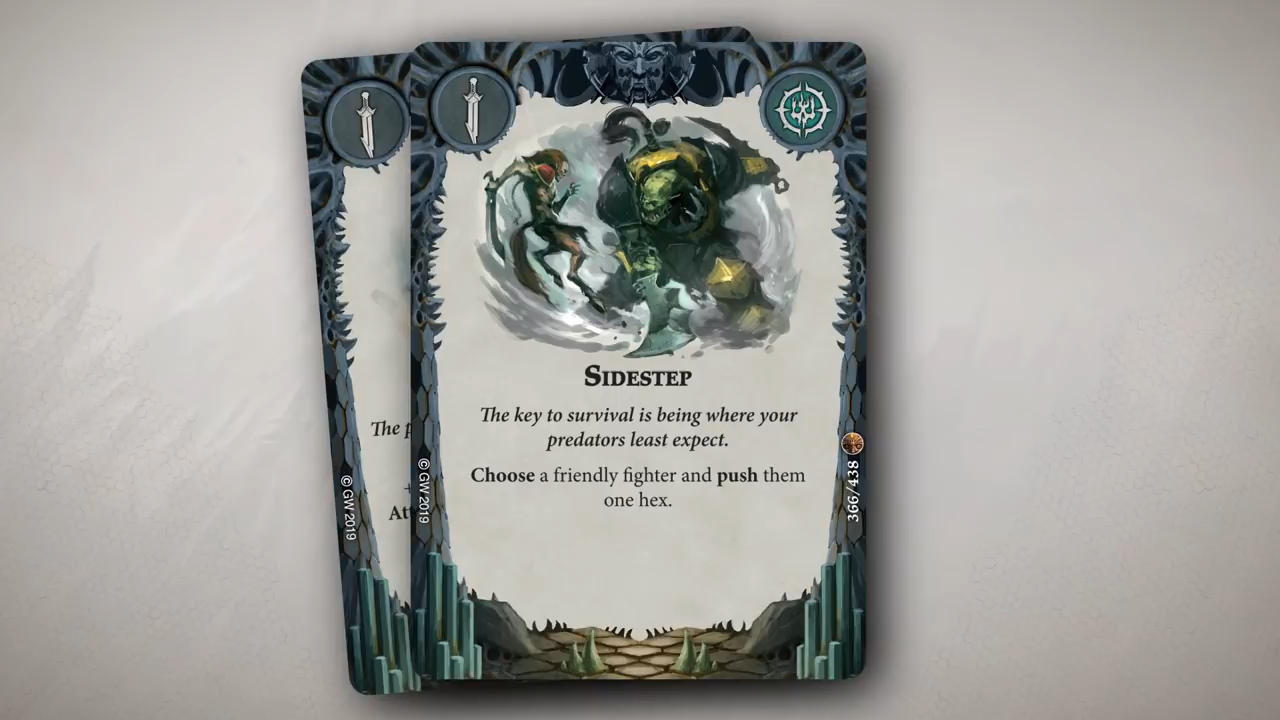 SIDESTEP
The key to survival is being where your
predators least expect.
Choose a friendly fighter and push them
one hex.
366/438
© GW 2019
The
© GW 2019